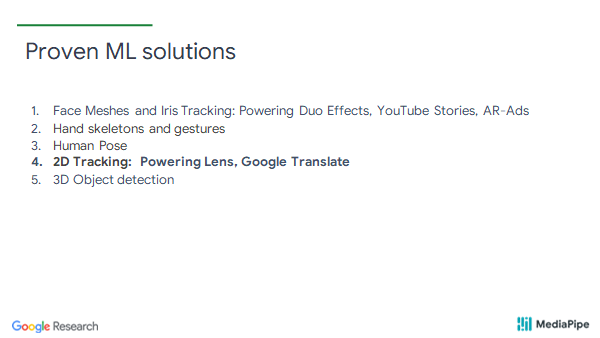 Proven ML solutions
1. Face Meshes and Iris Tracking: Powering Duo Effects, YouTube Stories, AR-Ads
2. Hand skeletons and gestures
3. Human Pose
4. 2D Tracking: Powering Lens, Google Translate
5. 3D Object detection
Google Research
MediaPipe